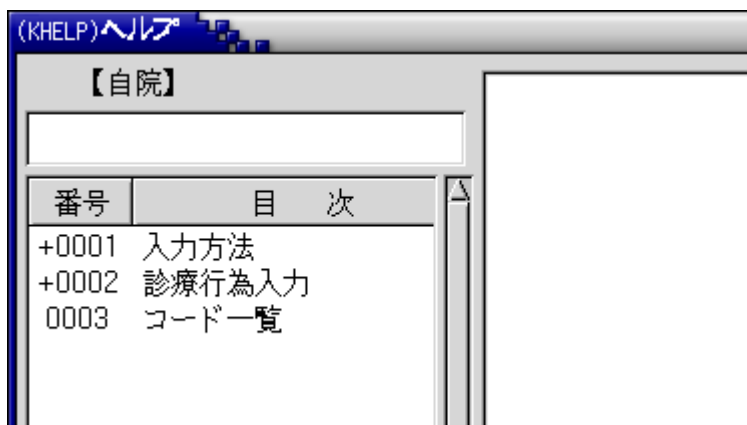 (KHELP)ヘルプ
【自院】
番号 目　次
+0001 入力方法
+0002 診療行為入力
0003 コード一覧